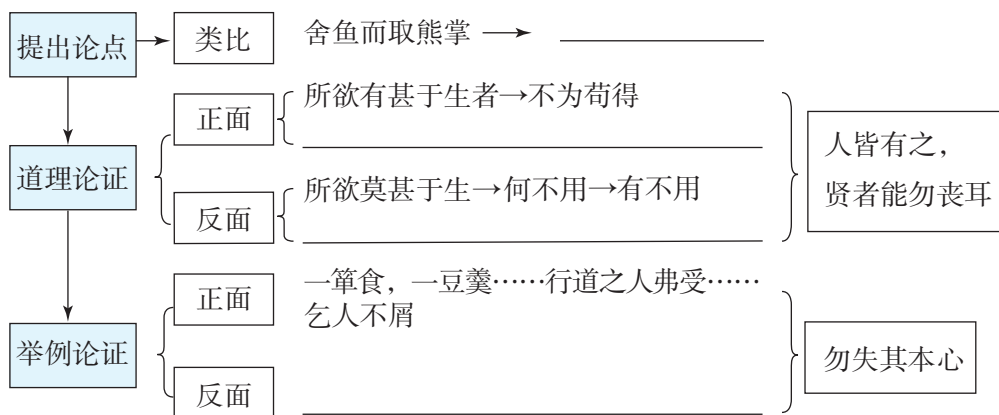 提出论点
类比
舍鱼而取熊掌
正面
所欲有甚于生者→不为苟得
道理论证
反面
所欲莫甚于生→何不用→有不用
人皆有之，
贤者能勿丧耳
正面
一箪食，一豆羹……行道之人弗受……
乞人不屑
举例论证
反面
勿失其本心